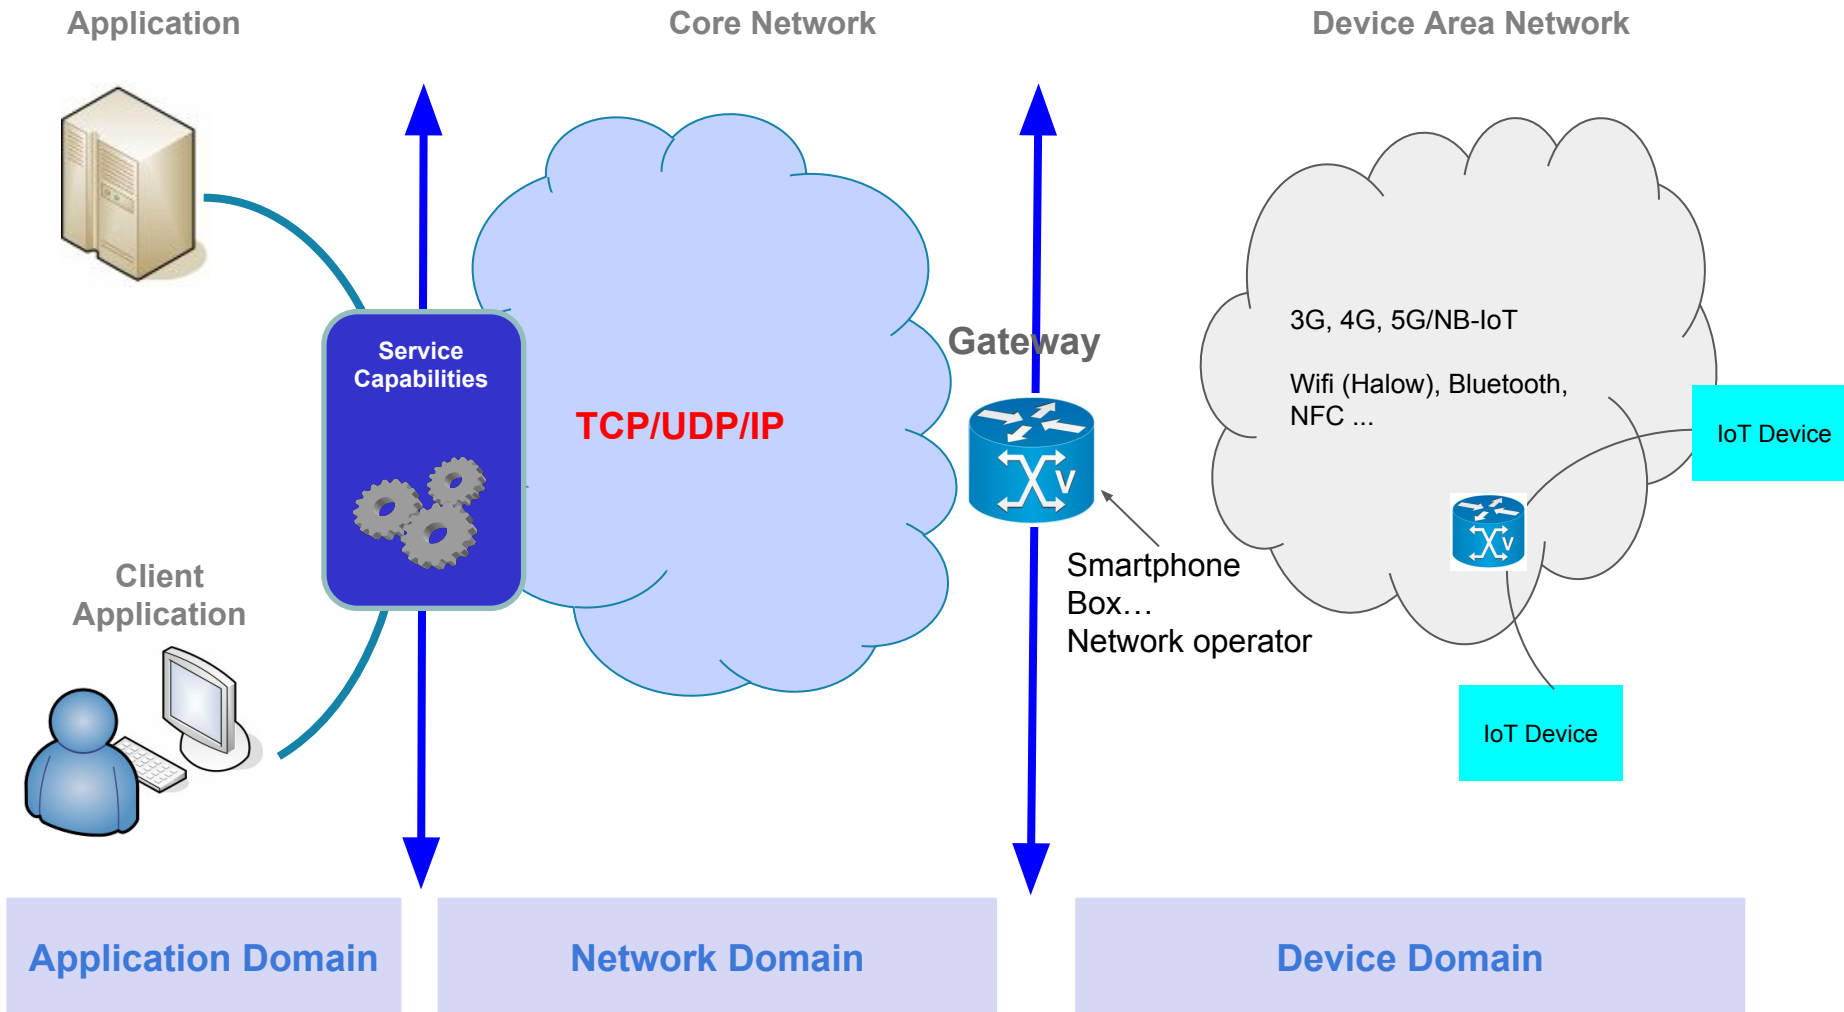 Application
Core Network
Device Area Network
Service
Capabilities
TCP/UDP/IP
Gateway
V
3G, 4G, 5G/NB-IoT
Wifi (Halow), Bluetooth,
NFC ...
IoT Device
V
Smartphone
Box…
Network operator
Client
Application
IoT Device
Application Domain
Network Domain
Device Domain